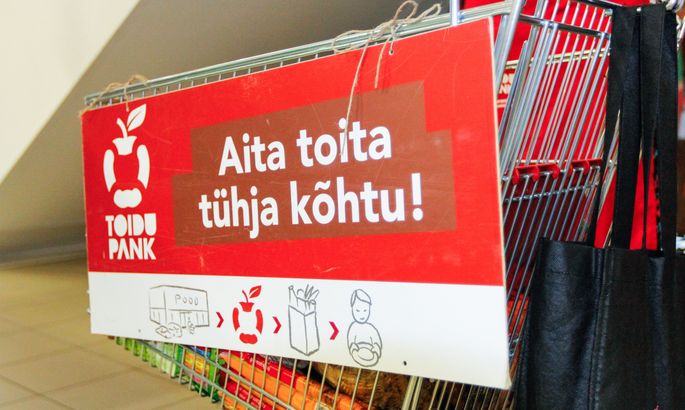 TOIDU
PANK
Aita toita
tühja kõhtu!
POOD